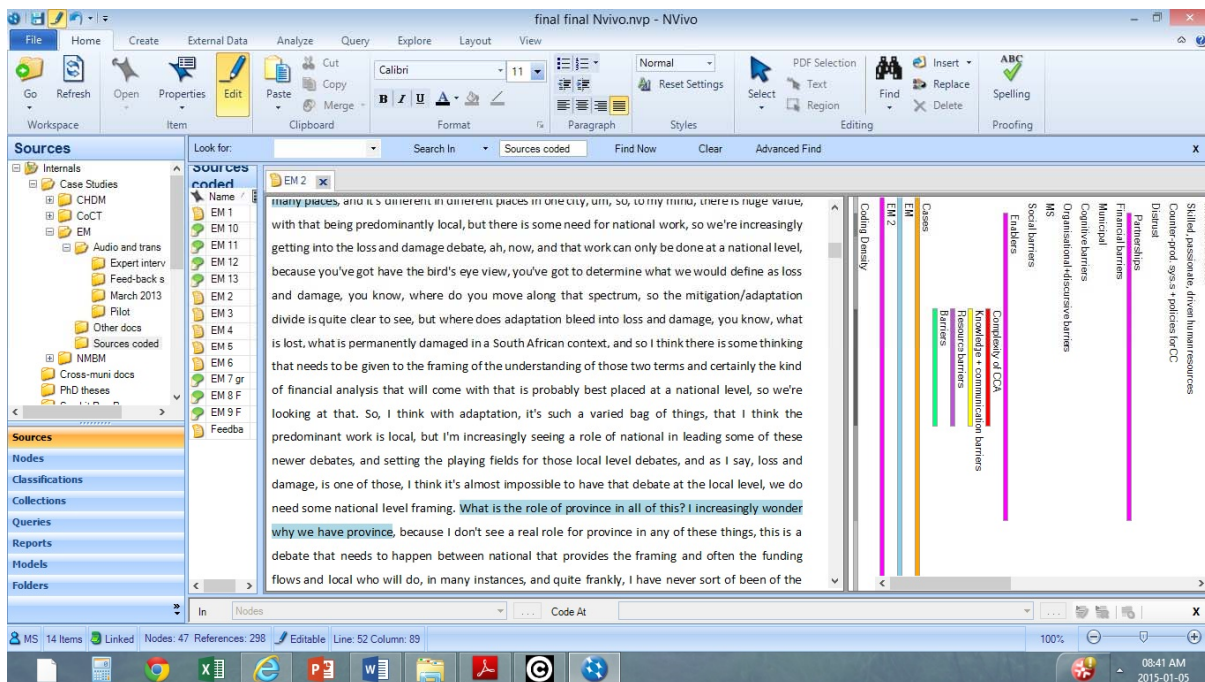 final final Nvivo.nvp - NVivo
File Home Create External Data Analyze Query Explore Layout View
Go Refresh Open Properties Edit Paste Cut Copy Merge
Calibri 11
B I U A
Normal Reset Settings
Select PDF Selection Text Region
Find Insert Replace Delete
ABC Spelling
Workspace Item Clipboard Format Paragraph Styles Editing Proofing
Sources
Look for: Search In Sources coded Find Now Clear Advanced Find X
Internals
Case Studies
CHDM
CoCT
EM
Audio and trans
Expert interv
Feed-back s
March 2013
Pilot
Other docs
Sources coded
NMBM
Cross-muni docs
PhD theses
Sources
Nodes
Classifications
Collections
Queries
Reports
Models
Folders
Sources coded
Name
EM 1
EM 10
EM 11
EM 12
EM 13
EM 2
EM 3
EM 4
EM 5
EM 6
EM 7 gr
EM 8 F
EM 9 F
Feedba
EM 2 x
many places, and it's different in different places in one city, um, so, to my mind, there is huge value,
with that being predominantly local, but there is some need for national work, so we're increasingly
getting into the loss and damage debate, ah, now, and that work can only be done at a national level,
because you've got have the bird's eye view, you've got to determine what we would define as loss
and damage, you know, where do you move along that spectrum, so the mitigation/adaptation
divide is quite clear to see, but where does adaptation bleed into loss and damage, you know, what
is lost, what is permanently damaged in a South African context, and so I think there is some thinking
that needs to be given to the framing of the understanding of those two terms and certainly the kind
of financial analysis that will come with that is probably best placed at a national level, so we're
looking at that. So, I think with adaptation, it's such a varied bag of things, that I think the
predominant work is local, but I'm increasingly seeing a role of national in leading some of these
newer debates, and setting the playing fields for those local level debates, and as I say, loss and
damage, is one of those, I think it's almost impossible to have that debate at the local level, we do
need some national level framing. What is the role of province in all of this? I increasingly wonder
why we have province, because I don't see a real role for province in any of these things, this is a
debate that needs to happen between national that provides the framing and often the funding
flows and local who will do, in many instances, and quite frankly, I have never sort of been of the
Coding Density
EM 2
EM
Cases
Barriers
Resource barriers
Knowledge + communication barriers
Complexity of CCA
Enablers
Social barriers
MS
Organisational+discursive barriers
Cognitive barriers
Municipal
Financial barriers
Partnerships
Distrust
Counter-prod. sys.s + policies for CC
Skilled, passionate, driven human resources
In Nodes ... Code At ... X
MS 14 Items Linked Nodes: 47 References: 298 Editable Line: 52 Column: 89 100%
08:41 AM
2015-01-05